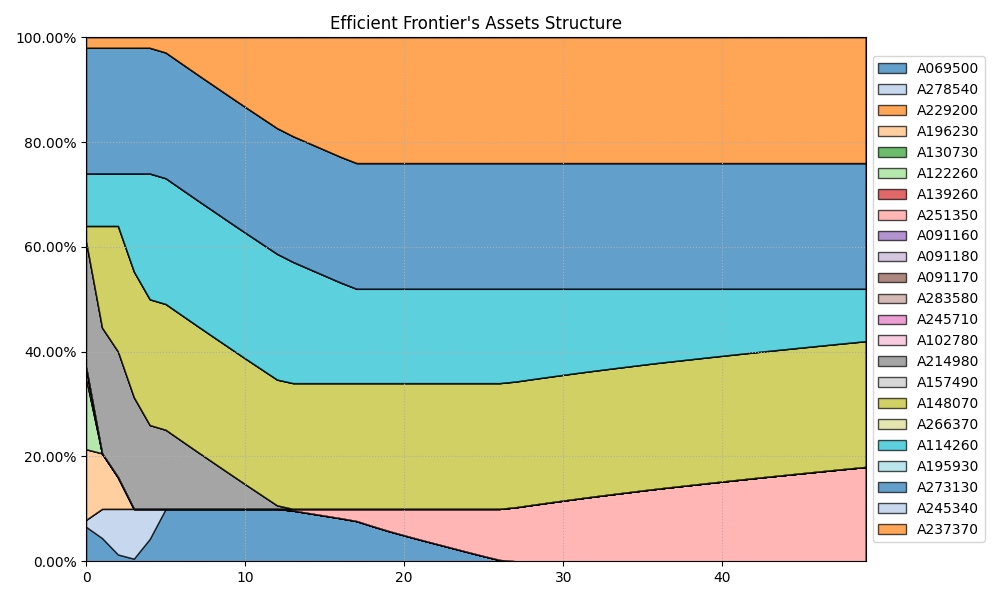 Efficient Frontier's Assets Structure
100.00%
80.00%
60.00%
40.00%
20.00%
0.00%
0
10
20
30
40
A069500
A278540
A229200
A196230
A130730
A122260
A139260
A251350
A091160
A091180
A091170
A283580
A245710
A102780
A214980
A157490
A148070
A266370
A114260
A195930
A273130
A245340
A237370